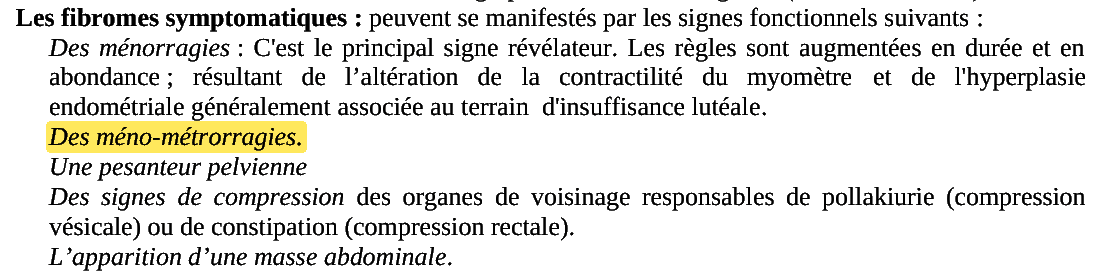 Les fibromes symptomatiques : peuvent se manifestés par les signes fonctionnels suivants :
Des ménorragies : C'est le principal signe révélateur. Les règles sont augmentées en durée et en
abondance ; résultant de l’altération de la contractilité du myomètre et de l'hyperplasie
endométriale généralement associée au terrain d'insuffisance lutéale.
Des méno-métrorragies.
Une pesanteur pelvienne
Des signes de compression des organes de voisinage responsables de pollakiurie (compression
vésicale) ou de constipation (compression rectale).
L’apparition d’une masse abdominale.